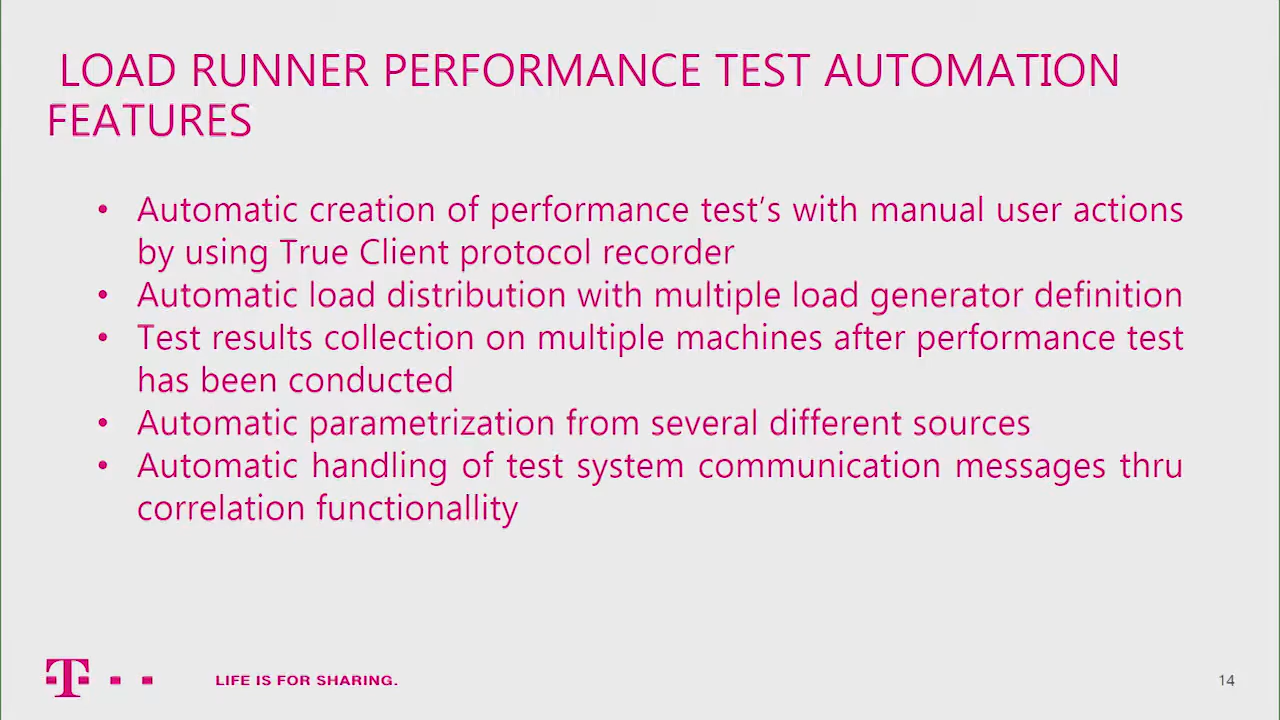 LOAD RUNNER PERFORMANCE TEST AUTOMATION
FEATURES
• Automatic creation of performance test's with manual user actions
by using True Client protocol recorder
• Automatic load distribution with multiple load generator definition
• Test results collection on multiple machines after performance test
has been conducted
• Automatic parametrization from several different sources
• Automatic handling of test system communication messages thru
correlation functionallity
T
LIFE IS FOR SHARING.
14